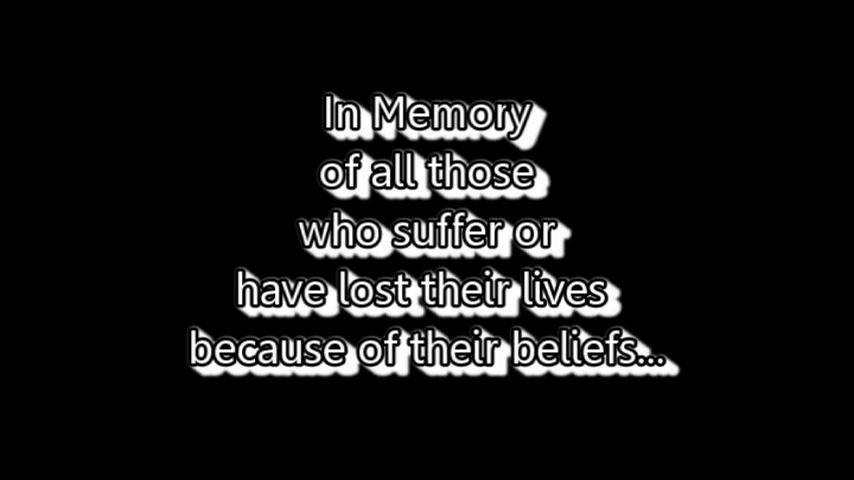 In Memory
of all those
who suffer or
have lost their lives
because of their beliefs...